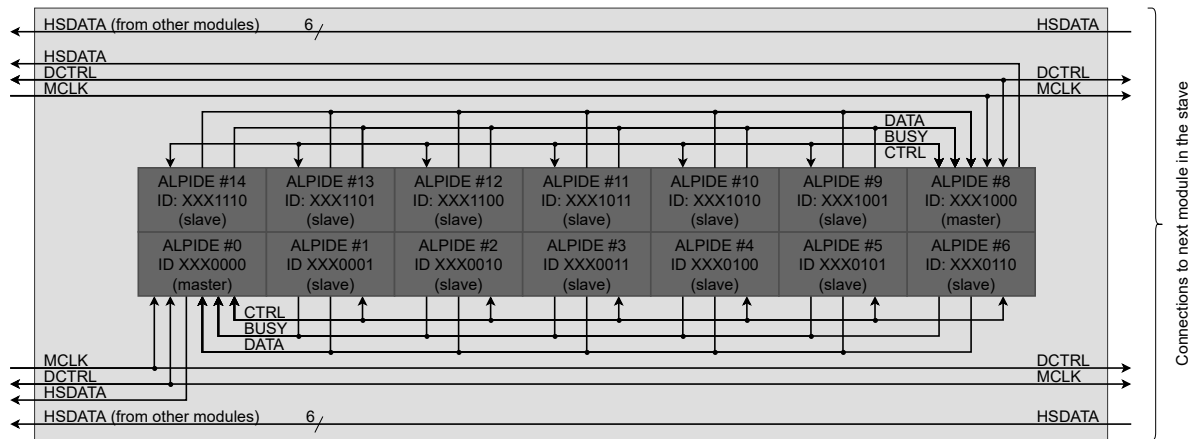 HSDATA (from other modules) 6 HSDATA
HSDATA
DCTRL DCTRL
MCLK MCLK
DATA
BUSY
CTRL
ALPIDE #14 ALPIDE #13 ALPIDE #12 ALPIDE #11 ALPIDE #10 ALPIDE #9 ALPIDE #8
ID: XXX1110 ID: XXX1101 ID: XXX1100 ID: XXX1011 ID: XXX1010 ID: XXX1001 ID: XXX1000
(slave) (slave) (slave) (slave) (slave) (slave) (master)
ALPIDE #0 ALPIDE #1 ALPIDE #2 ALPIDE #3 ALPIDE #4 ALPIDE #5 ALPIDE #6
ID XXX0000 ID XXX0001 ID XXX0010 ID XXX0011 ID XXX0100 ID XXX0101 ID: XXX0110
(master) (slave) (slave) (slave) (slave) (slave) (slave)
CTRL
BUSY
DATA
MCLK DCTRL
DCTRL MCLK
HSDATA
HSDATA (from other modules) 6 HSDATA
Connections to next module in the stave